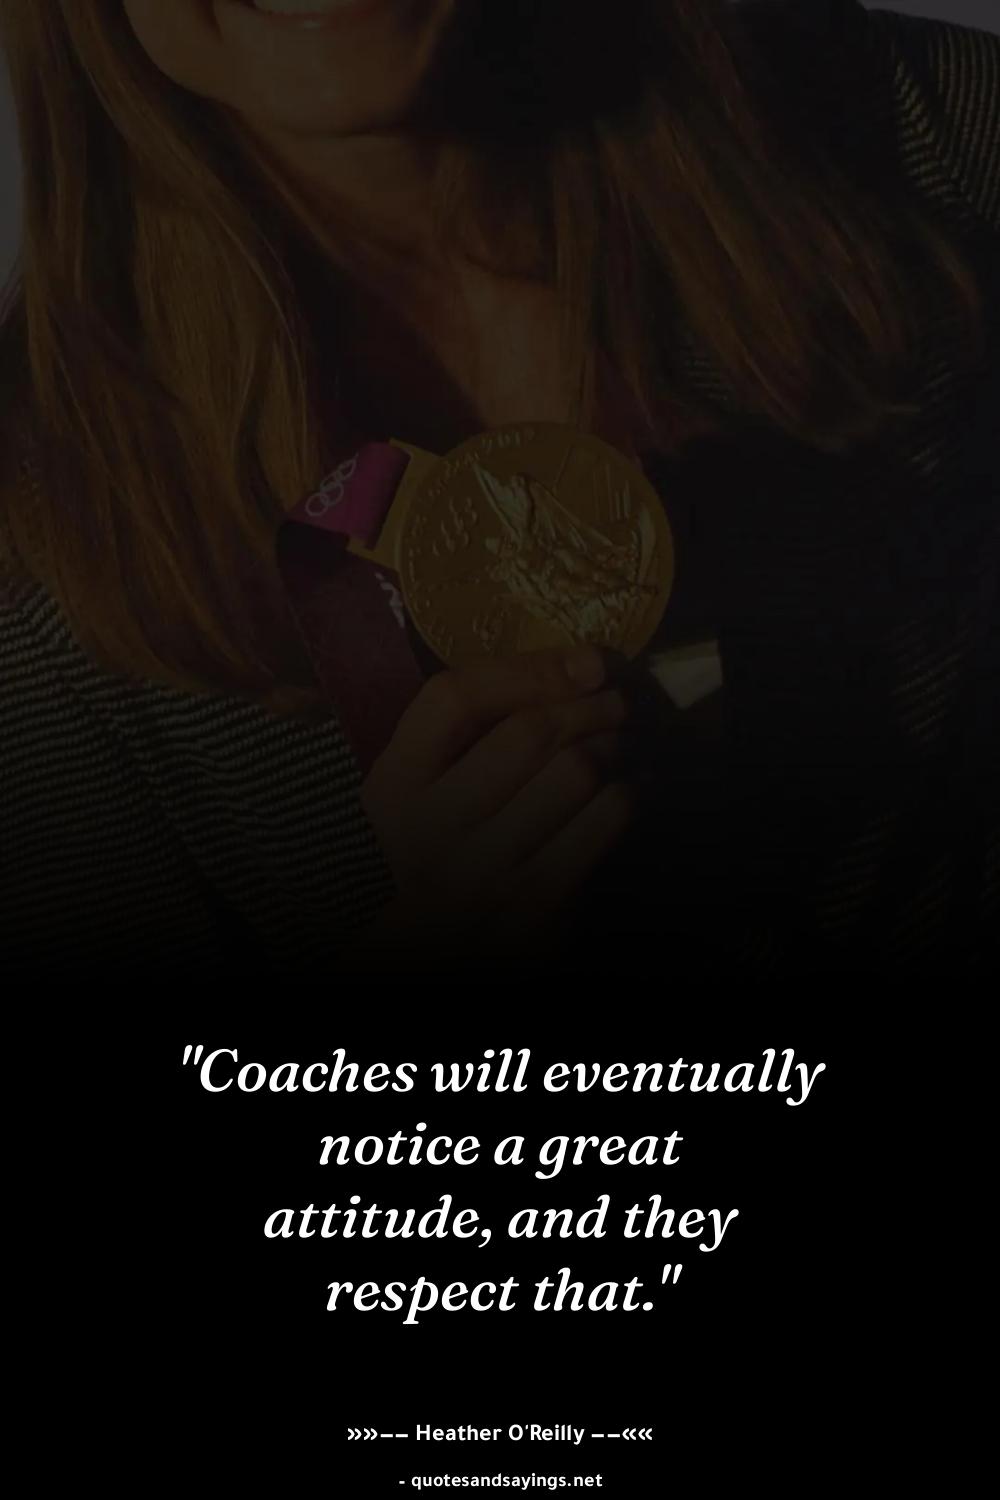 "Coaches will eventually
notice a great
attitude, and they
respect that."
»»–– Heather O'Reilly ––««
- quotesandsayings.net